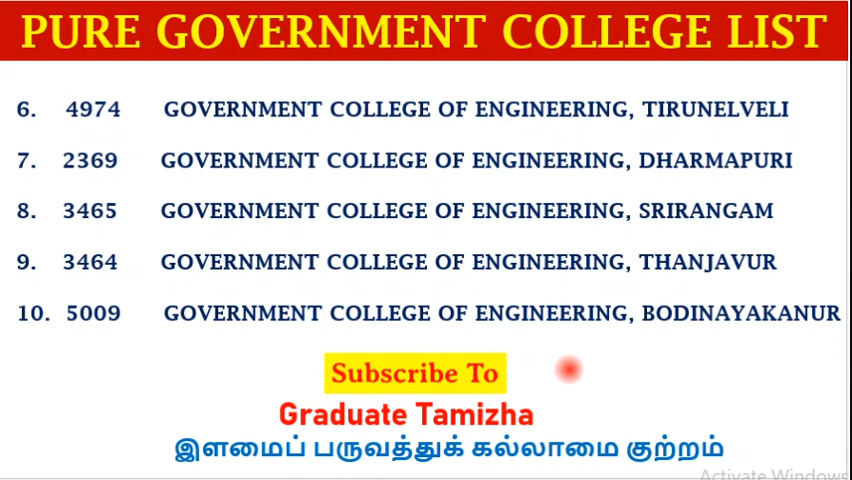 PURE GOVERNMENT COLLEGE LIST
6. 4974 GOVERNMENT COLLEGE OF ENGINEERING, TIRUNELVELI
7. 2369 GOVERNMENT COLLEGE OF ENGINEERING, DHARMAPURI
8. 3465 GOVERNMENT COLLEGE OF ENGINEERING, SRIRANGAM
9. 3464 GOVERNMENT COLLEGE OF ENGINEERING, THANJAVUR
10. 5009 GOVERNMENT COLLEGE OF ENGINEERING, BODINAYAKANUR
Subscribe To
Graduate Tamizha
இளமைப் பருவத்துக் கல்லாமை குற்றம்
Activate Windows